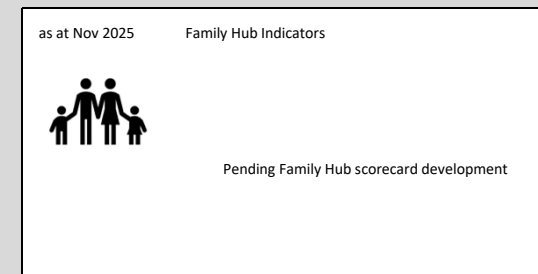 as at Nov 2025 Family Hub Indicators
Pending Family Hub scorecard development